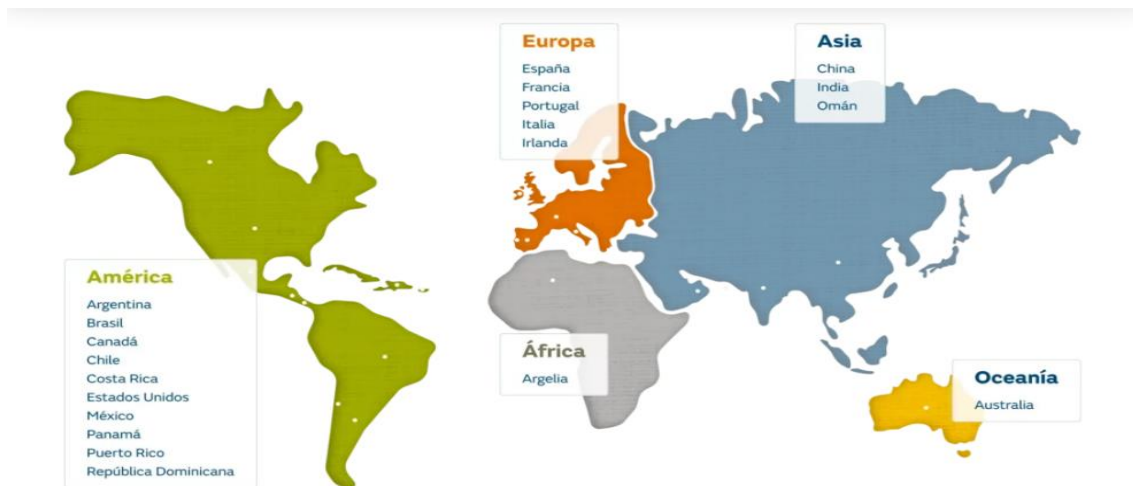 Europa
España
Francia
Portugal
Italia
Irlanda
Asia
China
India
Omán
América
Argentina
Brasil
Canadá
Chile
Costa Rica
Estados Unidos
México
Panamá
Puerto Rico
República Dominicana
África
Argelia
Oceanía
Australia